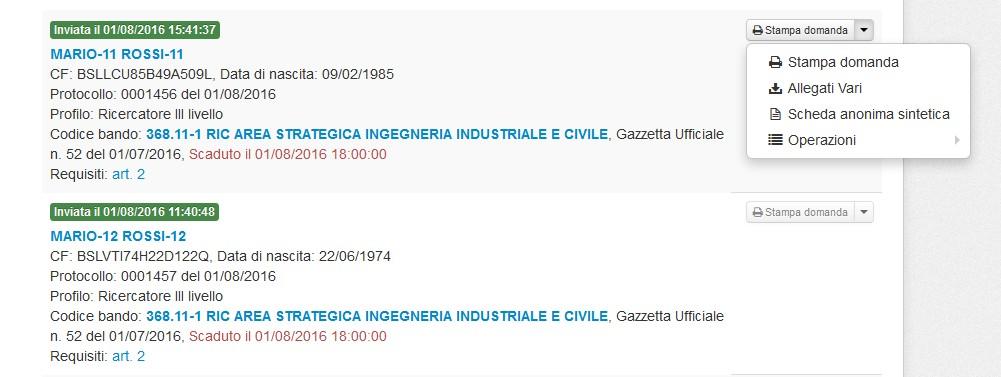 Inviata il 01/08/2016 15:41:37
Stampa domanda
MARIO-11 ROSSI-11
CF: BSLLCU85B49A509L, Data di nascita: 09/02/1985
Protocollo: 0001456 del 01/08/2016
Profilo: Ricercatore III livello
Codice bando: 368.11-1 RIC AREA STRATEGICA INGEGNERIA INDUSTRIALE E CIVILE, Gazzetta Ufficiale
n. 52 del 01/07/2016, Scaduto il 01/08/2016 18:00:00
Requisiti: art. 2
Stampa domanda
Allegati Vari
Scheda anonima sintetica
Operazioni
Inviata il 01/08/2016 11:40:48
Stampa domanda
MARIO-12 ROSSI-12
CF: BSLVTI74H22D122Q, Data di nascita: 22/06/1974
Protocollo: 0001457 del 01/08/2016
Profilo: Ricercatore III livello
Codice bando: 368.11-1 RIC AREA STRATEGICA INGEGNERIA INDUSTRIALE E CIVILE, Gazzetta Ufficiale
n. 52 del 01/07/2016, Scaduto il 01/08/2016 18:00:00
Requisiti: art. 2